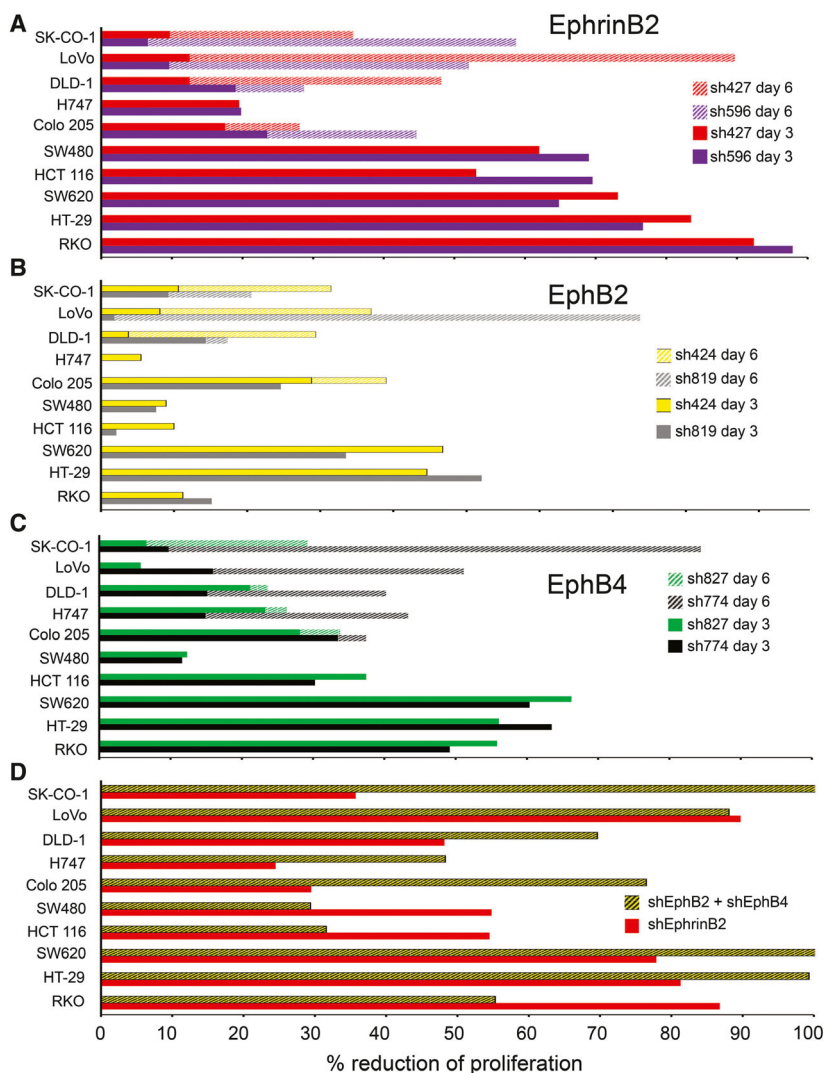 A
EphrinB2
SK-CO-1
LoVo
DLD-1
H747
Colo 205
SW480
HCT 116
SW620
HT-29
RKO
sh427 day 6
sh596 day 6
sh427 day 3
sh596 day 3
B
EphB2
SK-CO-1
LoVo
DLD-1
H747
Colo 205
SW480
HCT 116
SW620
HT-29
RKO
sh424 day 6
sh819 day 6
sh424 day 3
sh819 day 3
C
EphB4
SK-CO-1
LoVo
DLD-1
H747
Colo 205
SW480
HCT 116
SW620
HT-29
RKO
sh827 day 6
sh774 day 6
sh827 day 3
sh774 day 3
D
SK-CO-1
LoVo
DLD-1
H747
Colo 205
SW480
HCT 116
SW620
HT-29
RKO
shEphB2 + shEphB4
shEphrinB2
0 10 20 30 40 50 60 70 80 90 100
% reduction of proliferation